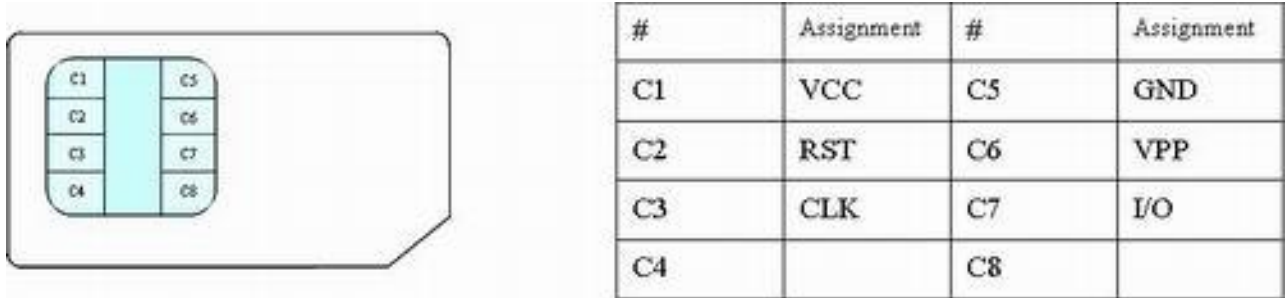 C1 C5
C2 C6
C3 C7
C4 C8
# Assignment # Assignment
C1 VCC C5 GND
C2 RST C6 VPP
C3 CLK C7 I/O
C4 C8